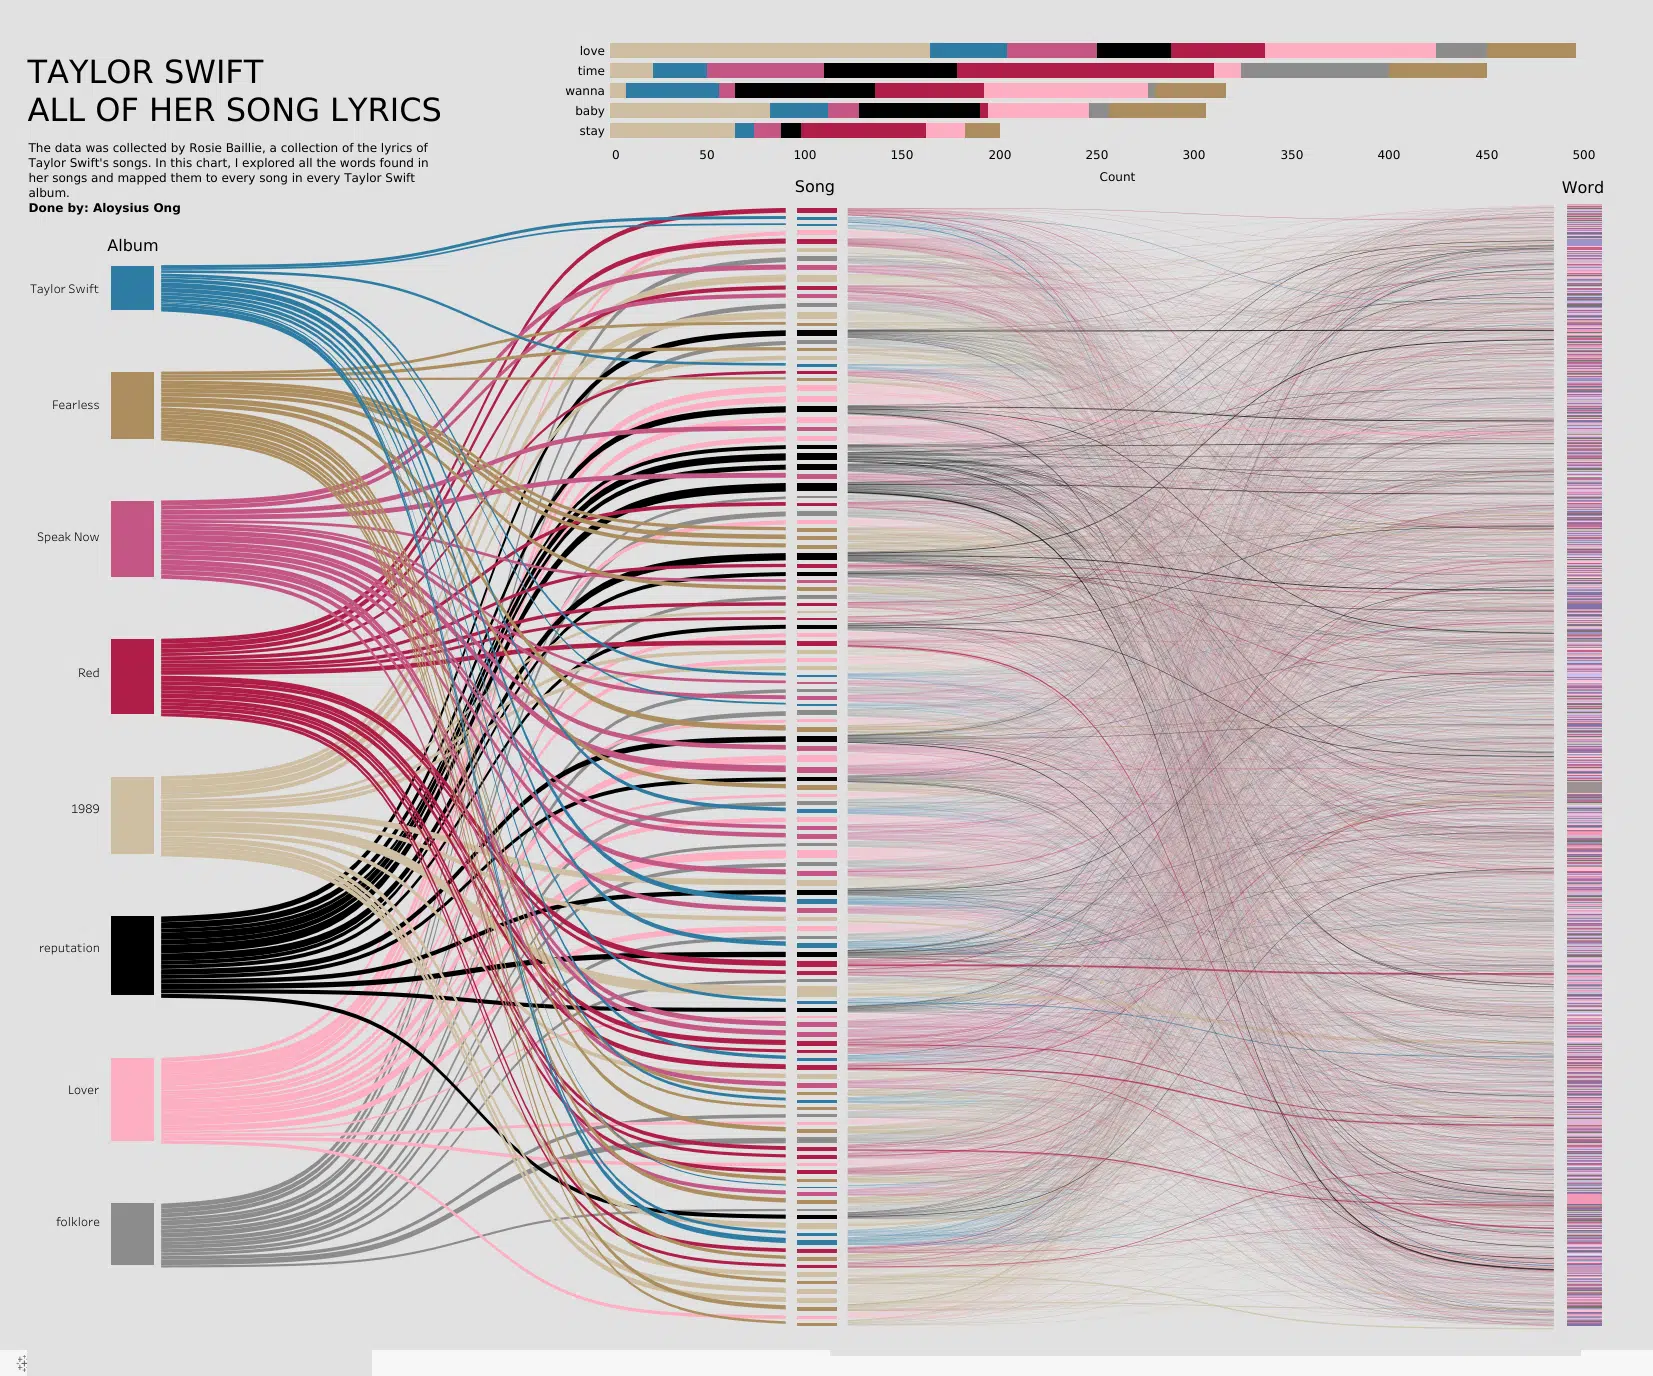 TAYLOR SWIFT
ALL OF HER SONG LYRICS
The data was collected by Rosie Baillie, a collection of the lyrics of
Taylor Swift's songs. In this chart, I explored all the words found in
her songs and mapped them to every song in every Taylor Swift
album.
Done by: Aloysius Ong
love
time
wanna
baby
stay
0 50 100 150 200 250 300 350 400 450 500
Count
Album
Song
Word
Taylor Swift
Fearless
Speak Now
Red
1989
reputation
Lover
folklore